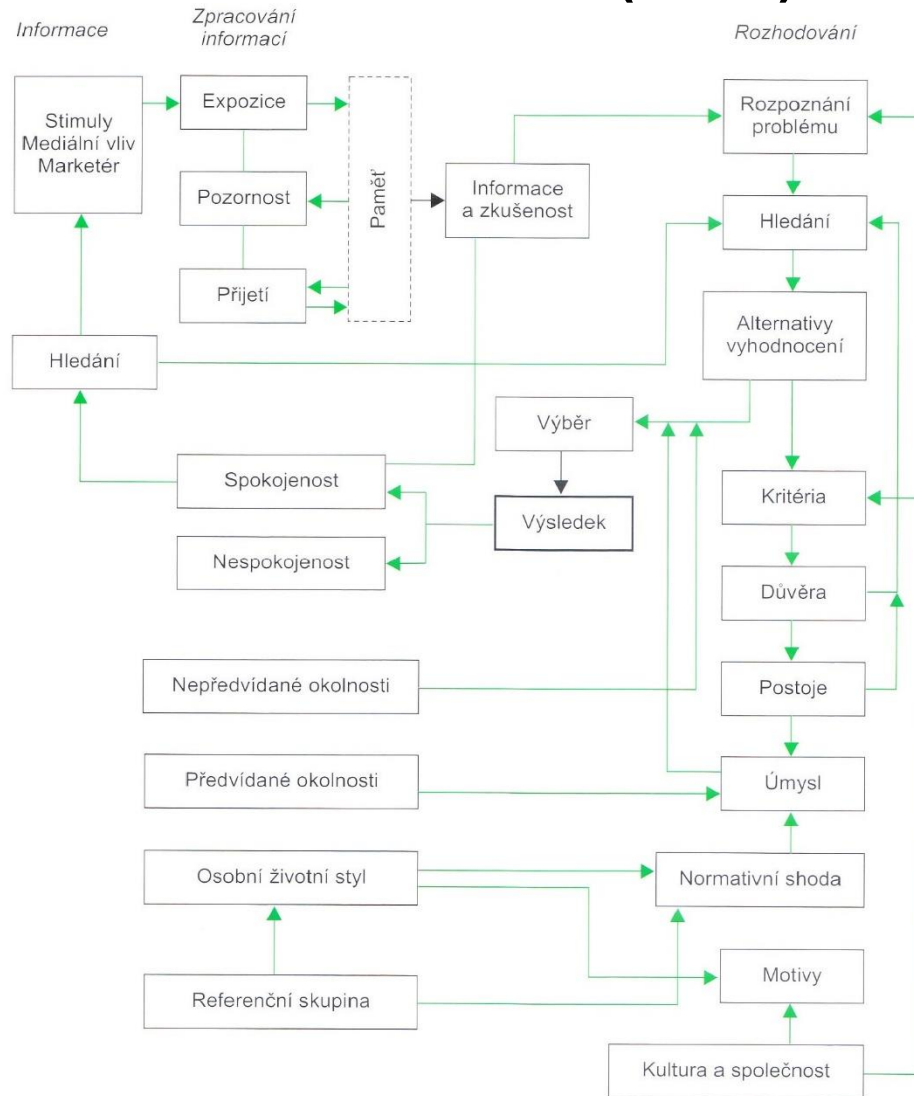 Informace
Zpracování
informací
Rozhodování
Stimuly
Mediální vliv
Marketér
Expozice
Pozornost
Přijetí
Paměť
Informace
a zkušenost
Rozpoznání
problému
Hledání
Alternativy
vyhodnocení
Hledání
Výběr
Spokojenost
Výsledek
Nespokojenost
Kritéria
Důvěra
Nepředvídané okolnosti
Postoje
Předvídané okolnosti
Úmysl
Osobní životní styl
Normativní shoda
Referenční skupina
Motivy
Kultura a společnost